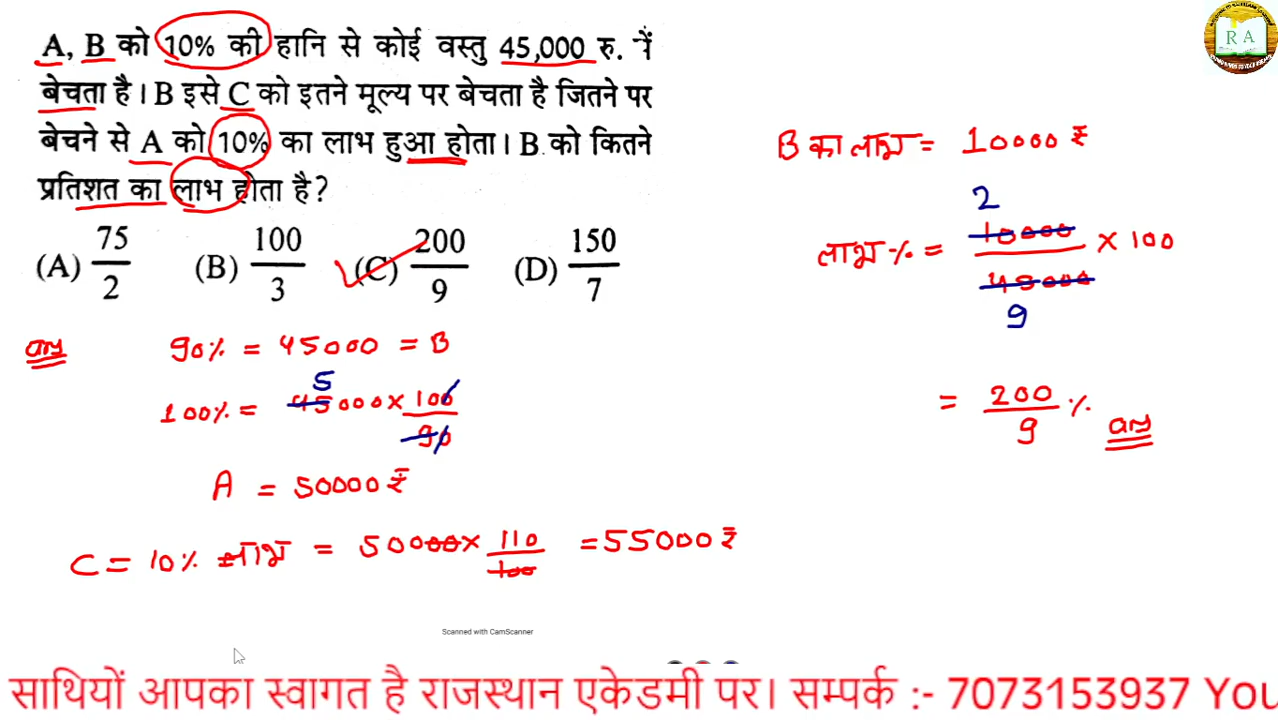 A, B को 10% की हानि से कोई वस्तु 45,000 रु. में
बेचता है। B इसे C को इतने मूल्य पर बेचता है जितने पर
बेचने से A को 10% का लाभ हुआ होता। B को कितने
प्रतिशत का लाभ होता है?
(A) 75/2 (B) 100/3 (C) 200/9 (D) 150/7
Ans 90% = 45000 = B
5
100% = 45000 × 100/90
A = 50000 ₹
C = 10% लाभ = 50000 × 110/100 = 55000 ₹
B का लाभ = 10000 ₹
2
लाभ % = 10000/45000 × 100
9
= 200/9 % Ans
R A
Scanned with CamScanner
साथियों आपका स्वागत है राजस्थान एकेडमी पर। सम्पर्क :- 7073153937 You